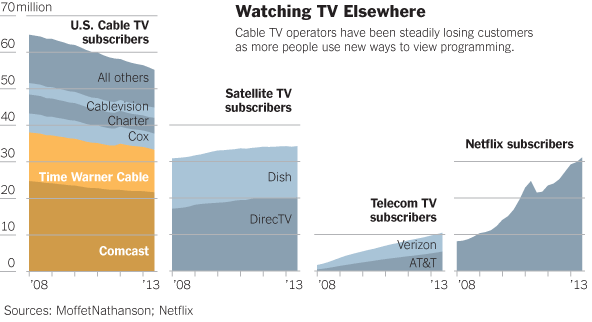 Watching TV Elsewhere
Cable TV operators have been steadily losing customers
as more people use new ways to view programming.
70 million
60
50
40
30
20
10
0
U.S. Cable TV
subscribers
All others
Cablevision
Charter
Cox
Time Warner Cable
Comcast
'08
'13
Satellite TV
subscribers
Dish
DirecTV
'08
'13
Telecom TV
subscribers
Verizon
AT&T
'08
'13
Netflix subscribers
'08
'13
Sources: MoffetNathanson; Netflix